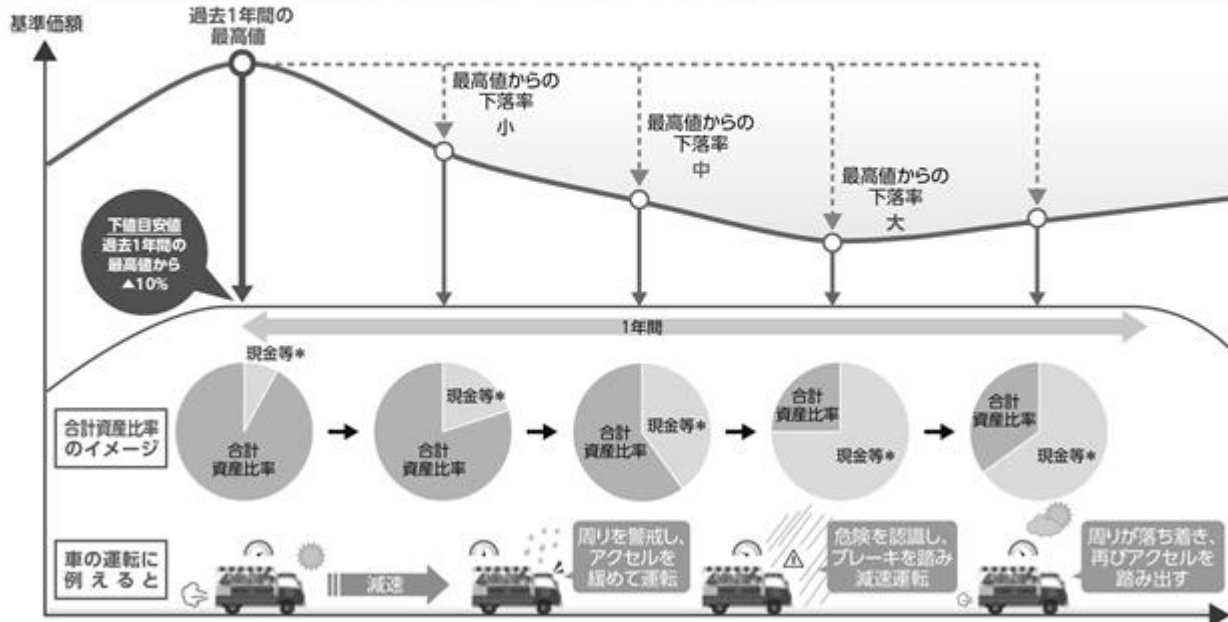 基準価額
過去1年間の
最高値
最高値からの
下落率
小
最高値からの
下落率
中
最高値からの
下落率
大
下値目安値
過去1年間の
最高値から
▲10%
1年間
合計資産比率
のイメージ
現金等*
合計
資産比率
現金等*
合計
資産比率
現金等*
合計
資産比率
合計
資産比率
現金等*
合計
資産比率
現金等*
車の運転に
例えると
減速
周りを警戒し、
アクセルを
緩めて運転
危険を認識し、
ブレーキを踏み
減速運転
周りが落ち着き、
再びアクセルを
踏み出す